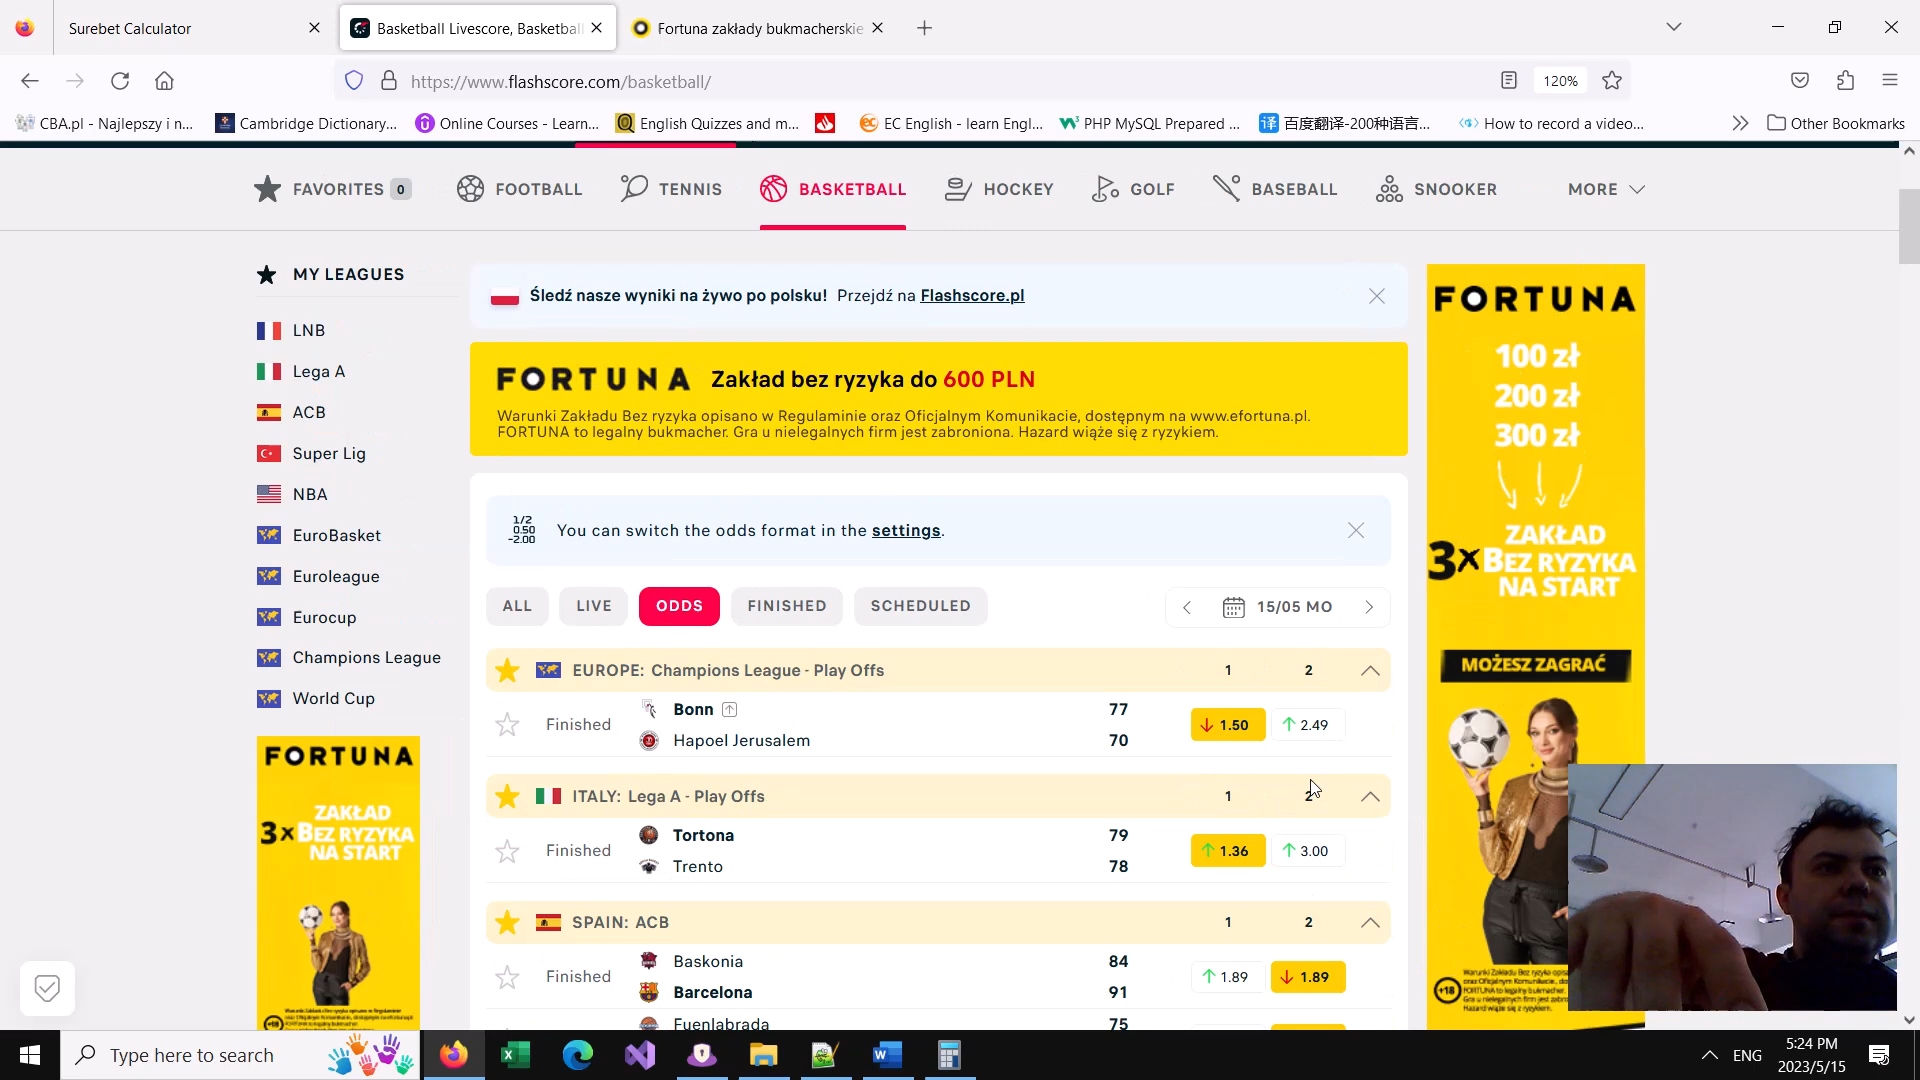 Surebet Calculator
Basketball Livescore, Basketball
Fortuna zakłady bukmacherskie
https://www.flashscore.com/basketball/
120%
CBA.pl - Najlepszy i n...
Cambridge Dictionary...
Online Courses - Learn...
English Quizzes and m...
EC English - learn Engl...
PHP MySQL Prepared ...
百度翻译-200种语言...
How to record a video...
Other Bookmarks
FAVORITES 0
FOOTBALL
TENNIS
BASKETBALL
HOCKEY
GOLF
BASEBALL
SNOOKER
MORE
MY LEAGUES
LNB
Lega A
ACB
Super Lig
NBA
EuroBasket
Euroleague
Eurocup
Champions League
World Cup
FORTUNA
ZAKŁAD
3x BEZ RYZYKA
NA START
Śledź nasze wyniki na żywo po polsku! Przejdź na Flashscore.pl
FORTUNA Zakład bez ryzyka do 600 PLN
Warunki Zakładu Bez ryzyka opisano w Regulaminie oraz Oficjalnym Komunikacie, dostępnym na www.efortuna.pl.
FORTUNA to legalny bukmacher. Gra u nielegalnych firm jest zabroniona. Hazard wiąże się z ryzykiem.
1/2
0.50
-2.00
You can switch the odds format in the settings.
ALL
LIVE
ODDS
FINISHED
SCHEDULED
15/05 MO
EUROPE: Champions League - Play Offs 1 2
Finished
Bonn 77
Hapoel Jerusalem 70
1.50 2.49
ITALY: Lega A - Play Offs 1 2
Finished
Tortona 79
Trento 78
1.36 3.00
SPAIN: ACB 1 2
Finished
Baskonia 84
Barcelona 91
1.89 1.89
Fuenlabrada 75
FORTUNA
100 zł
200 zł
300 zł
3x ZAKŁAD
BEZ RYZYKA
NA START
MOŻESZ ZAGRAĆ
+18
Type here to search
ENG
5:24 PM
2023/5/15